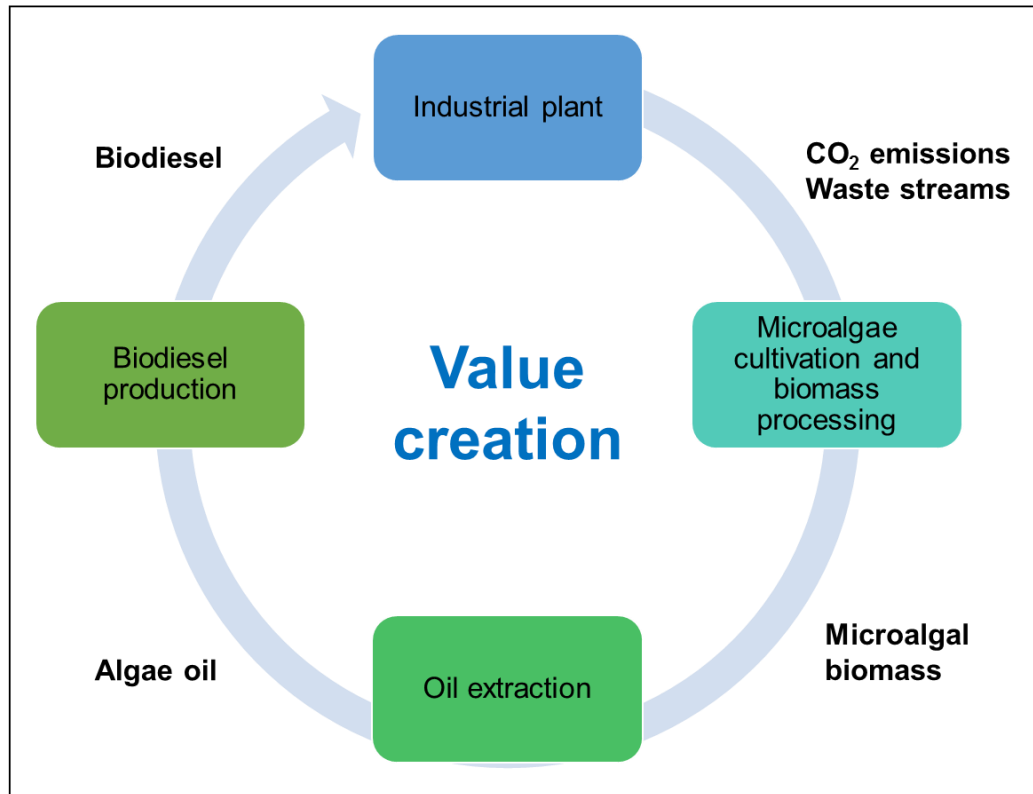 Industrial plant
Biodiesel
CO₂ emissions
Waste streams
Biodiesel
production
Value
creation
Microalgae
cultivation and
biomass
processing
Algae oil
Oil extraction
Microalgal
biomass